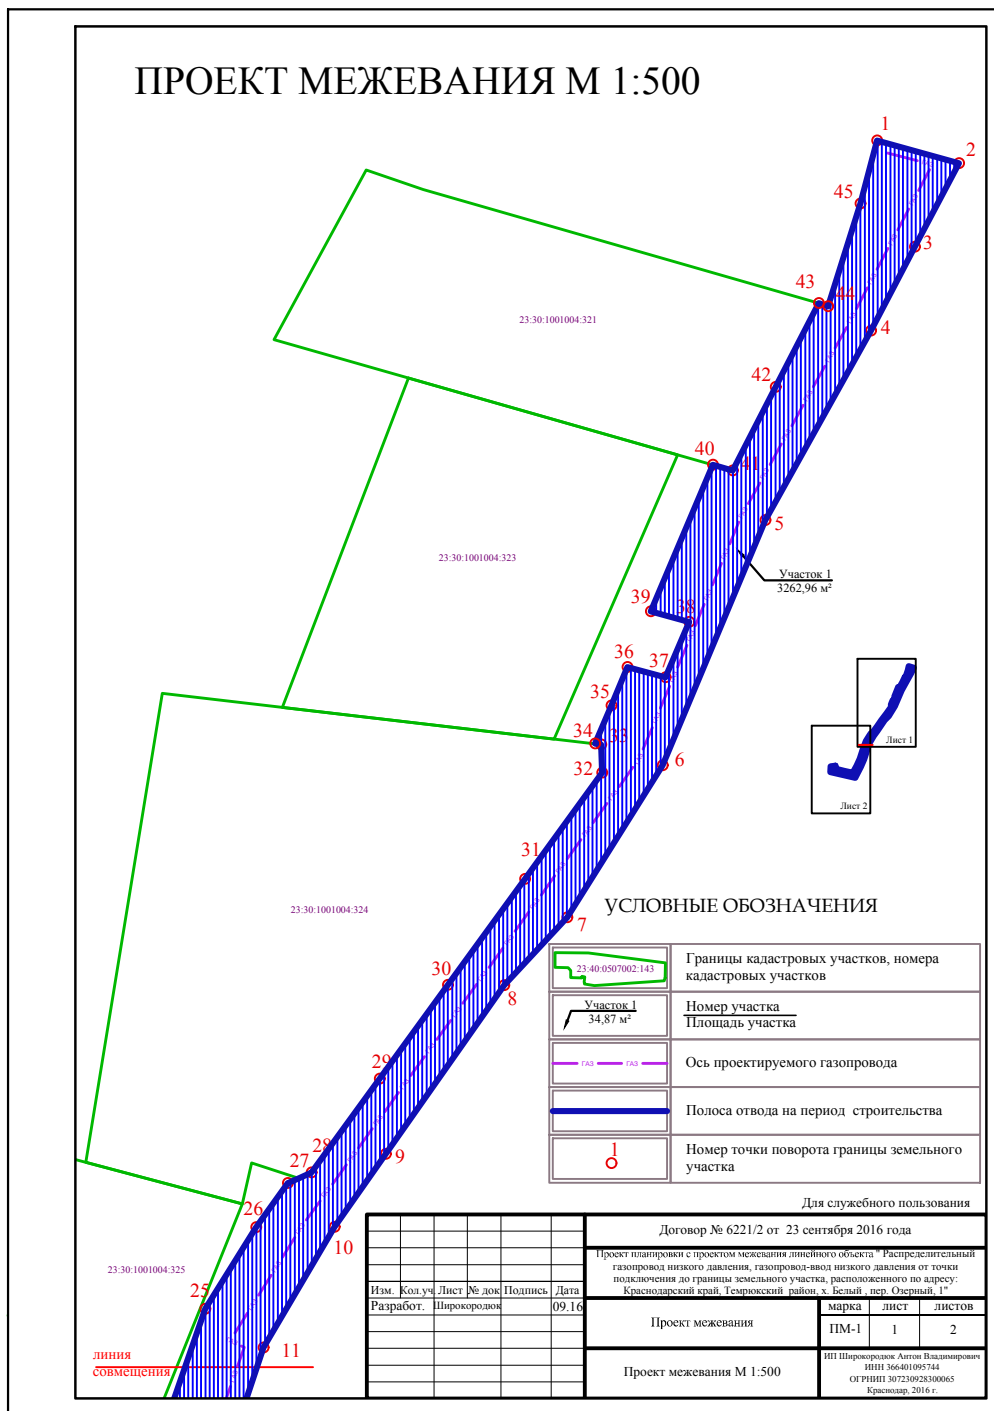 ПРОЕКТ МЕЖЕВАНИЯ М 1:500
1
2
45
3
43
44
4
23:30:1001004:321
42
40
41
5
23:30:1001004:323
Участок 1
3262,96 м²
39
38
36
37
35
34
33
32
6
Лист 1
Лист 2
31
23:30:1001004:324
7
30
8
29
28
27
9
26
10
23:30:1001004:325
25
11
линия
совмещения
УСЛОВНЫЕ ОБОЗНАЧЕНИЯ
23:40:0507002:143
Границы кадастровых участков, номера
кадастровых участков
Участок 1
34,87 м²
Номер участка
Площадь участка
ГАЗ ГАЗ
Ось проектируемого газопровода
Полоса отвода на период строительства
1
Номер точки поворота границы земельного
участка
Для служебного пользования
Договор № 6221/2 от 23 сентября 2016 года
Проект планировки с проектом межевания линейного объекта " Распределительный
газопровод низкого давления, газопровод-ввод низкого давления от точки
подключения до границы земельного участка, расположенного по адресу:
Краснодарский край, Темрюкский район, х. Белый , пер. Озерный, 1"
Изм. Кол.уч Лист № док Подпись Дата
Разработ. Широкородюк 09.16
Проект межевания
марка лист листов
ПМ-1 1 2
Проект межевания М 1:500
ИП Широкородюк Антон Владимирович
ИНН 366401095744
ОГРНИП 307230928300065
Краснодар, 2016 г.